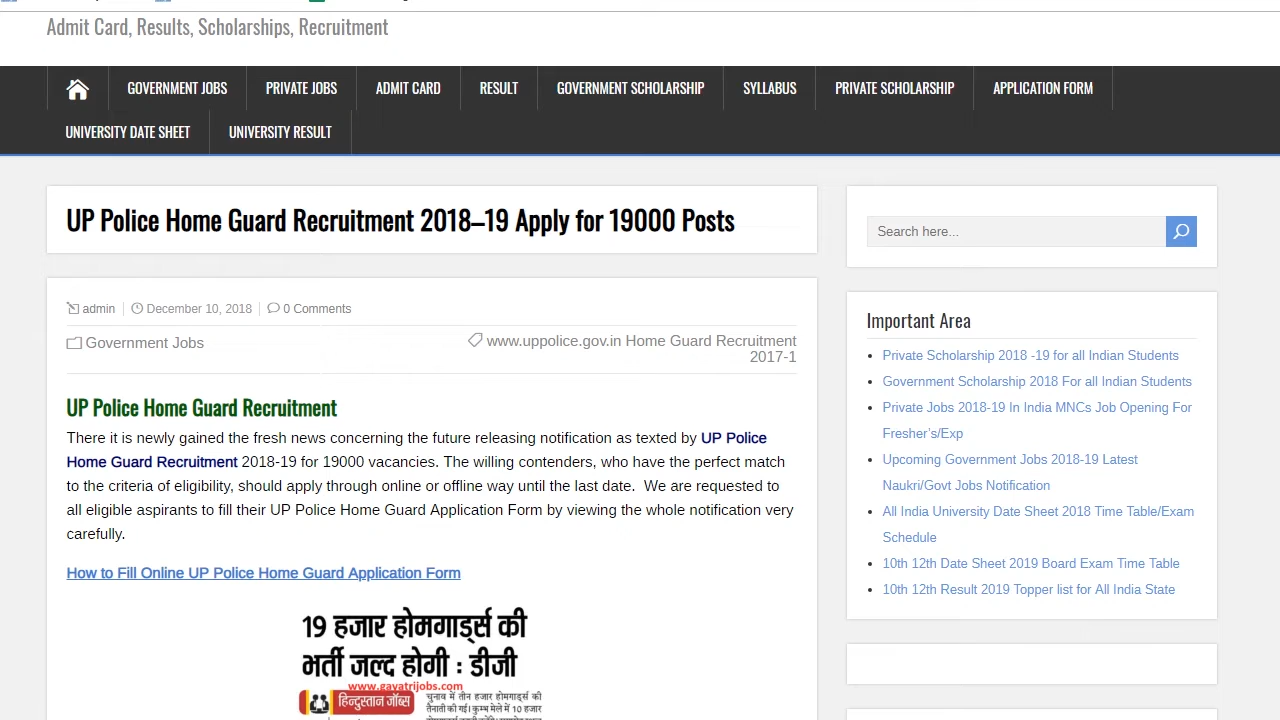 Admit Card, Results, Scholarships, Recruitment
GOVERNMENT JOBS
PRIVATE JOBS
ADMIT CARD
RESULT
GOVERNMENT SCHOLARSHIP
SYLLABUS
PRIVATE SCHOLARSHIP
APPLICATION FORM
UNIVERSITY DATE SHEET
UNIVERSITY RESULT
UP Police Home Guard Recruitment 2018–19 Apply for 19000 Posts
admin
December 10, 2018
0 Comments
Government Jobs
www.uppolice.gov.in Home Guard Recruitment
2017-1
UP Police Home Guard Recruitment
There it is newly gained the fresh news concerning the future releasing notification as texted by UP Police
Home Guard Recruitment 2018-19 for 19000 vacancies. The willing contenders, who have the perfect match
to the criteria of eligibility, should apply through online or offline way until the last date. We are requested to
all eligible aspirants to fill their UP Police Home Guard Application Form by viewing the whole notification very
carefully.
How to Fill Online UP Police Home Guard Application Form
19 हजार होमगार्ड्स की
भर्ती जल्द होगी : डीजी
www.gayatrijobs.com
हिन्दुस्तान जॉब्स
चुनाव में तीन हजार होमगार्ड्स की
तैनाती की गई। कुम्भ मेले में 10 हजार
Search here...
Important Area
Private Scholarship 2018 -19 for all Indian Students
Government Scholarship 2018 For all Indian Students
Private Jobs 2018-19 In India MNCs Job Opening For
Fresher’s/Exp
Upcoming Government Jobs 2018-19 Latest
Naukri/Govt Jobs Notification
All India University Date Sheet 2018 Time Table/Exam
Schedule
10th 12th Date Sheet 2019 Board Exam Time Table
10th 12th Result 2019 Topper list for All India State